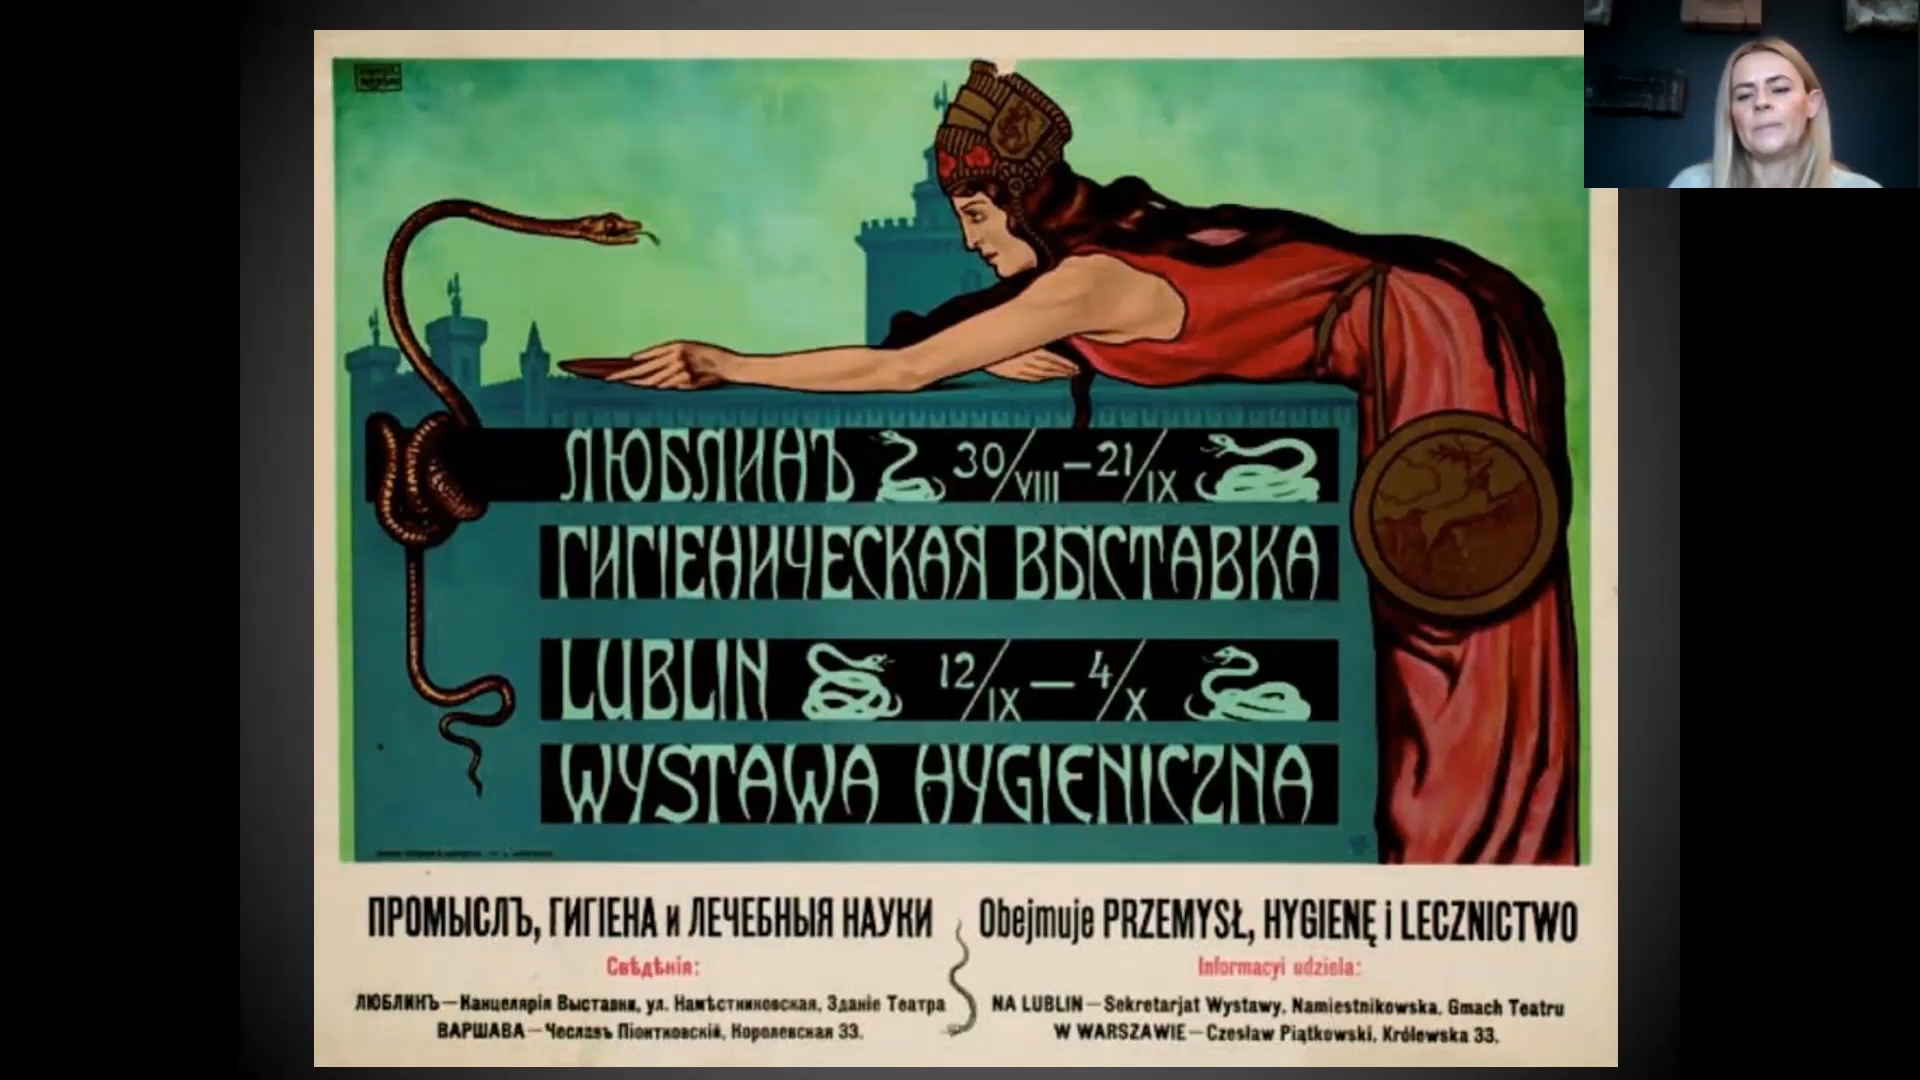 ЛЮБЛИНЪ 30/VIII – 21/IX
ГИГІЕНИЧЕСКАЯ ВЫСТАВКА
LUBLIN 12/IX – 4/X
WYSTAWA HYGIENICZNA
ПРОМЫСЛЪ, ГИГІЕНА и ЛЕЧЕБНЫЯ НАУКИ
Свѣдѣнія:
ЛЮБЛИНЪ – Канцелярія Выставки, ул. Намѣстниковская, Зданіе Театра
ВАРШАВА – Чеславъ Піонтковскій, Королевская 33.
Obejmuje PRZEMYSŁ, HYGIENĘ i LECZNICTWO
Informacyi udziela:
NA LUBLIN – Sekretarjat Wystawy, Namiestnikowska, Gmach Teatru
W WARSZAWIE – Czesław Piątkowski, Królewska 33.